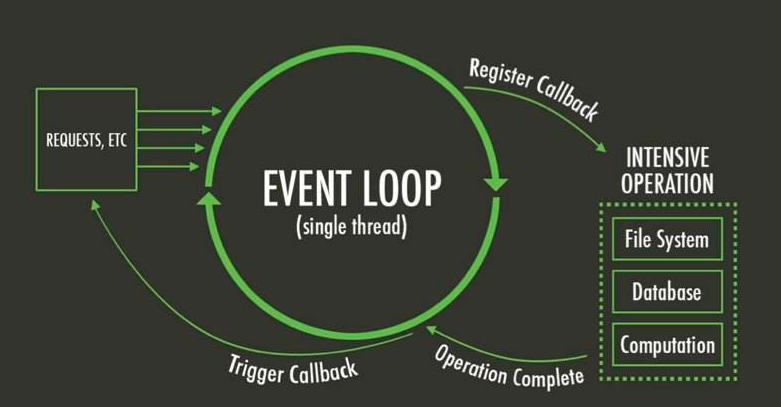 REQUESTS, ETC
EVENT LOOP
(single thread)
Register Callback
INTENSIVE
OPERATION
File System
Database
Computation
Operation Complete
Trigger Callback